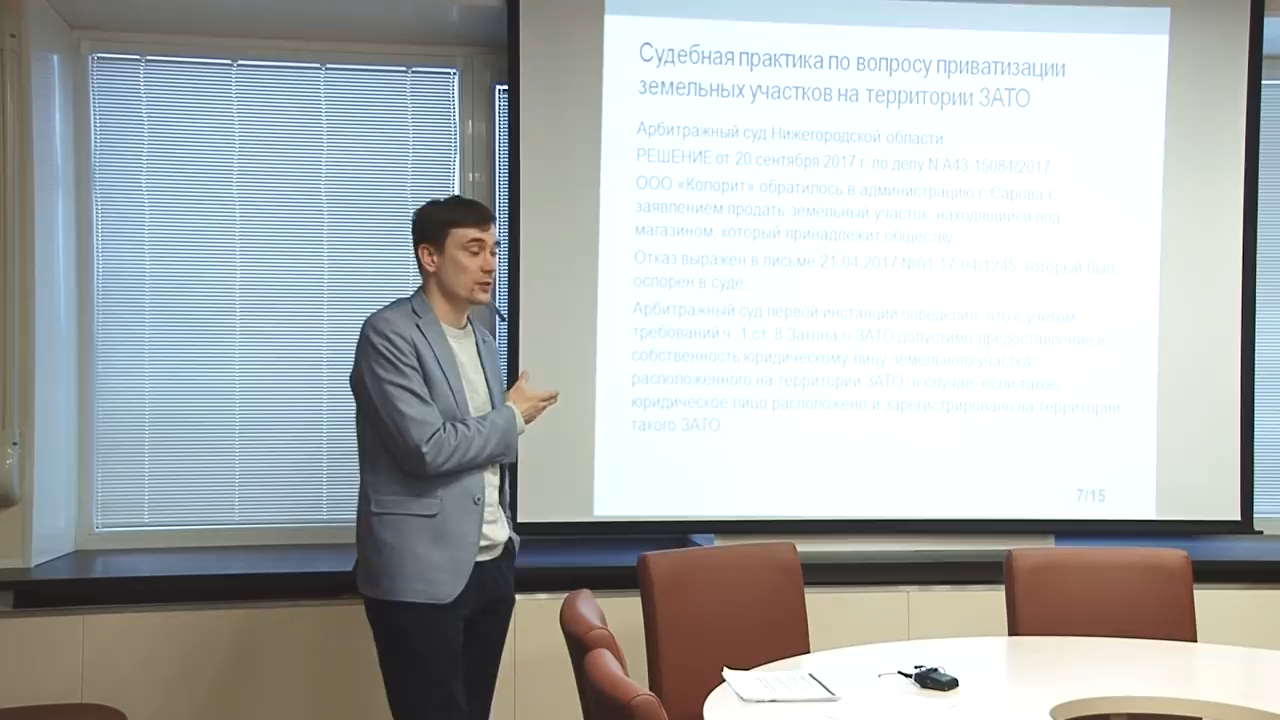 Судебная практика по вопросу приватизации
земельных участков на территории ЗАТО
Арбитражный суд Нижегородской области
РЕШЕНИЕ от 20 сентября 2017 г. по делу N А43-15084/2017
ООО «Колорит» обратилось в администрацию г. Сарова с
заявлением продать земельный участок, находящийся под
магазином, который принадлежит обществу.
Отказ выражен в письме 21.04.2017 который был
оспорен в суде.
Арбитражный суд первой инстанции определил, что с учетом
требований ч. 1 ст. 8 Закона о ЗАТО допустимо предоставление в
собственность юридическому лицу земельного участка,
расположенного на территории ЗАТО, в случае, если такое
юридическое лицо расположено и зарегистрировано на территории
такого ЗАТО.
7/15